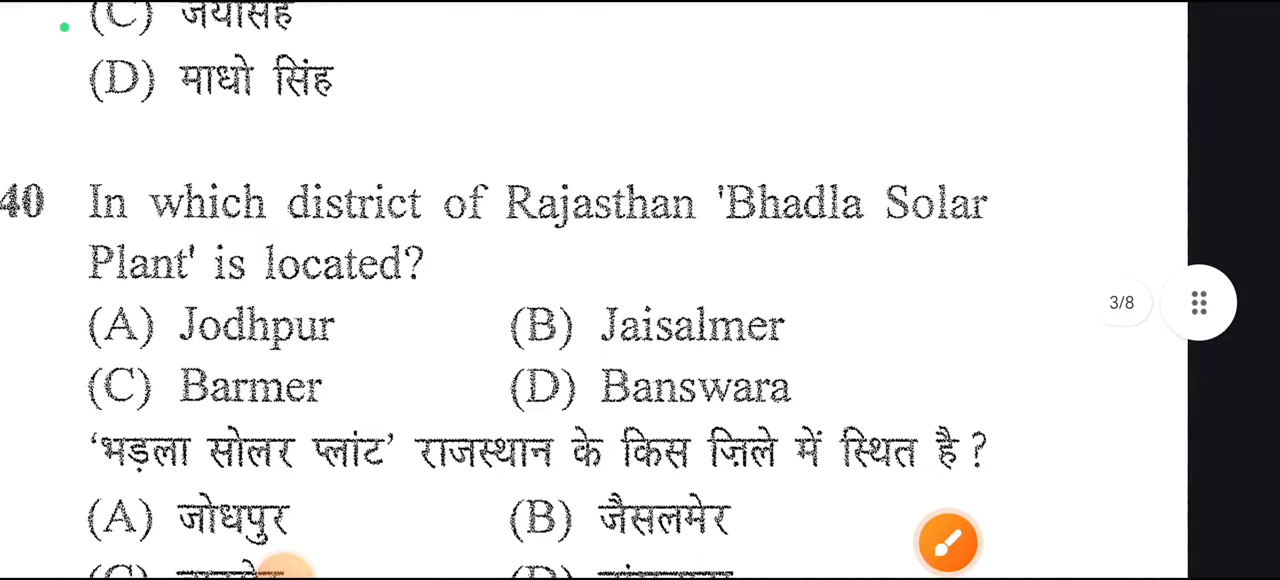 (C) जयसिंह
(D) माधो सिंह
40 In which district of Rajasthan 'Bhadla Solar
Plant' is located?
(A) Jodhpur (B) Jaisalmer
(C) Barmer (D) Banswara
3/8
‘भड़ला सोलर प्लांट’ राजस्थान के किस ज़िले में स्थित है ?
(A) जोधपुर (B) जैसलमेर
(C) (D)